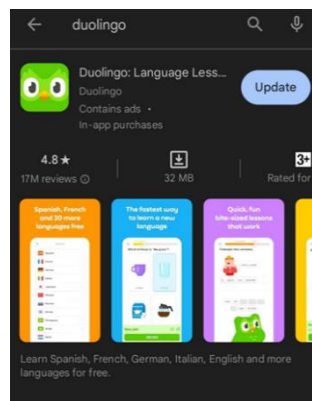 duolingo
Duolingo: Language Less...
Duolingo
Contains ads •
In-app purchases
Update
4.8★
17M reviews
32 MB
3+
Rated for
Spanish, French
and 30 more
languages free
The fastest way
to learn a new
language
Quick, fun
bite-sized lessons
that work
Learn Spanish, French, German, Italian, English and more
languages for free.